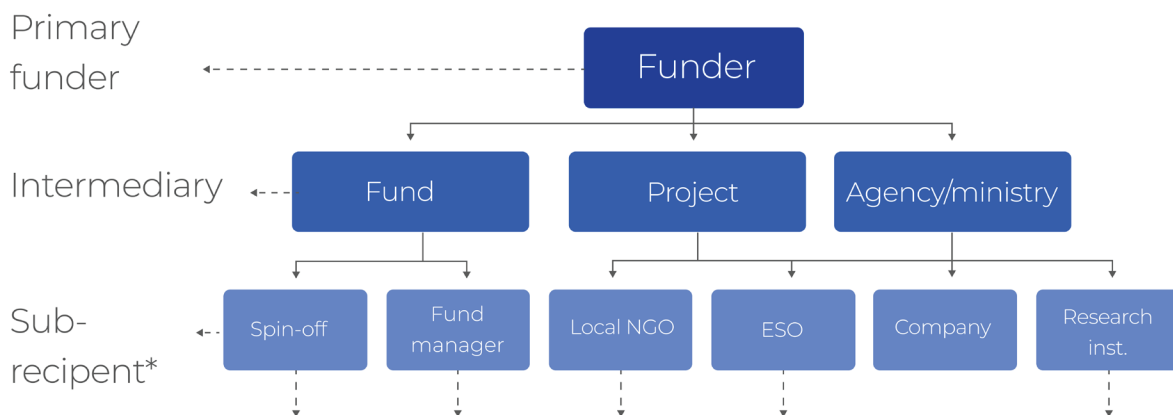 Primary
funder
Funder
Intermediary
Fund
Project
Agency/ministry
Sub-
recipent*
Spin-off
Fund
manager
Local NGO
ESO
Company
Research
inst.